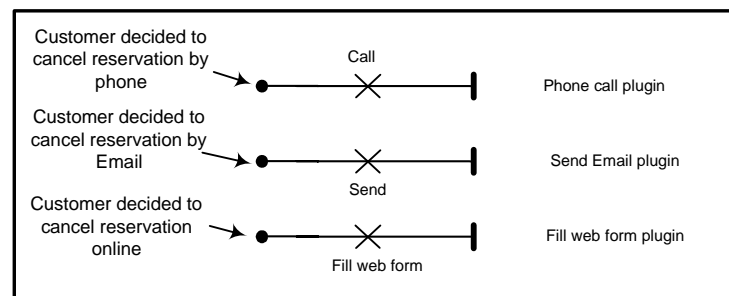 Customer decided to
cancel reservation by
phone
Call
Phone call plugin
Customer decided to
cancel reservation by
Email
Send
Send Email plugin
Customer decided to
cancel reservation
online
Fill web form
Fill web form plugin